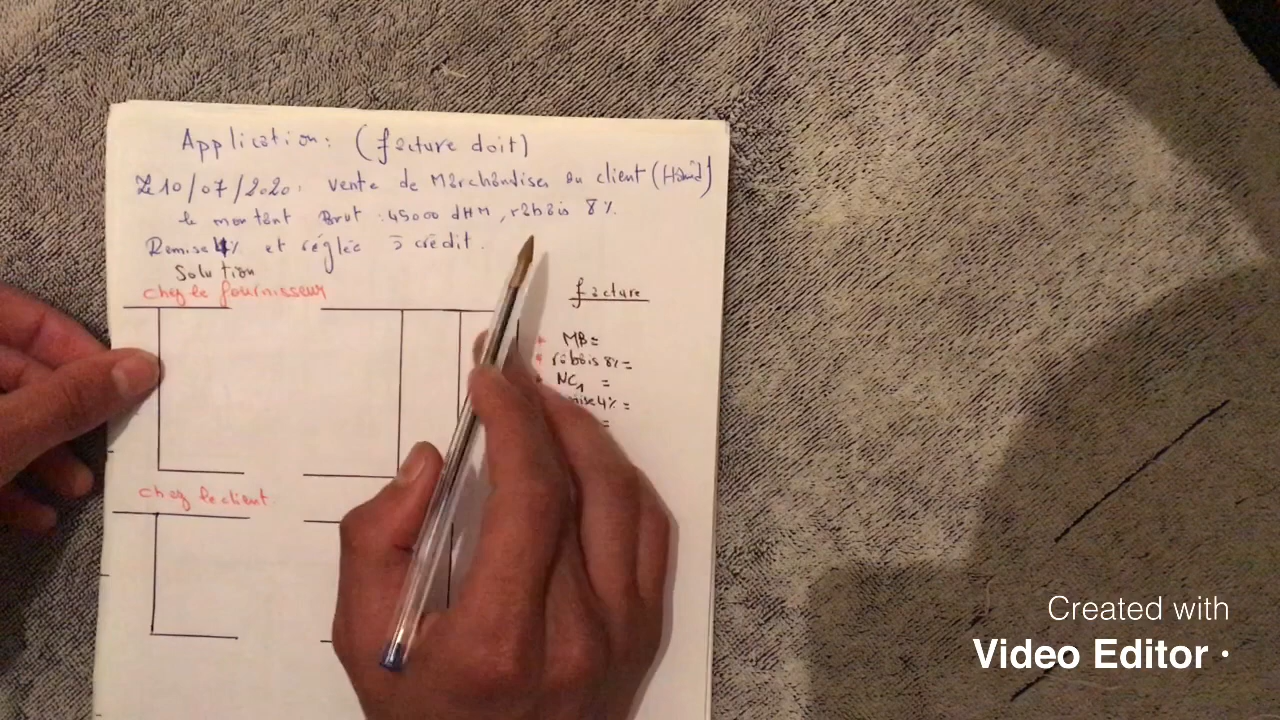 Application: (facture doit)
Le 10/07/2020: vente de Marchandises au client (Hamid)
le montant Brut : 45000 dHM, rabais 8%.
Remise 4% et réglée à crédit.
Solution
chez le fournisseur
facture
MB =
rabais 8% =
NC1 =
mise 4% =
=
chez le client.
Created with
Video Editor